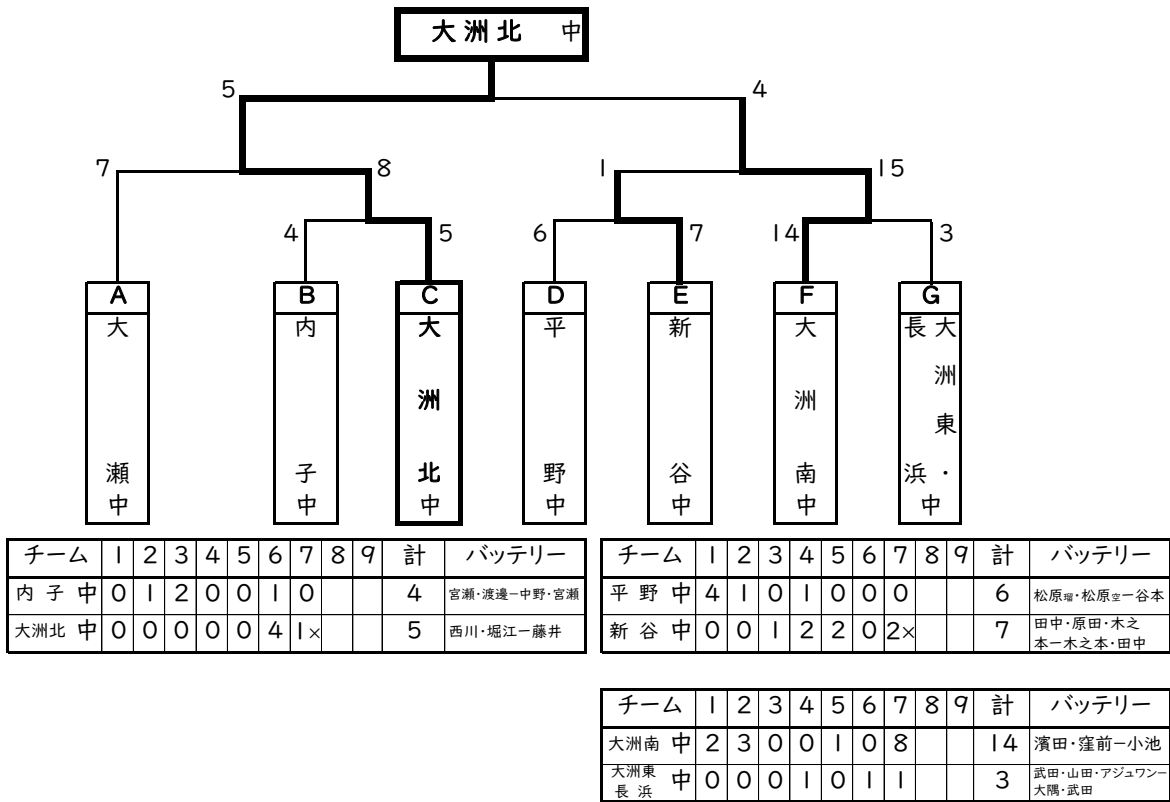 大洲北 中
5 4
7 8 1 15
4 5 6 7 14 3
A B C D E F G
大瀬中
内子中
大洲北中
平野中
新谷中
大洲南中
大洲東・長浜中
チーム 1 2 3 4 5 6 7 8 9 計 バッテリー
内子 中 0 1 2 0 0 1 0 4 宮瀬・渡邊ー中野・宮瀬
大洲北 中 0 0 0 0 0 4 1× 5 西川・堀江ー藤井
チーム 1 2 3 4 5 6 7 8 9 計 バッテリー
平野 中 4 1 0 1 0 0 0 6 松原瑠・松原空ー谷本
新谷 中 0 0 1 2 2 0 2× 7 田中・原田・木之
本ー木之本・田中
チーム 1 2 3 4 5 6 7 8 9 計 バッテリー
大洲南 中 2 3 0 0 1 0 8 14 濱田・窪前ー小池
大洲東
長浜 中 0 0 0 1 0 1 1 3 武田・山田・アジュワンー
大隅・武田